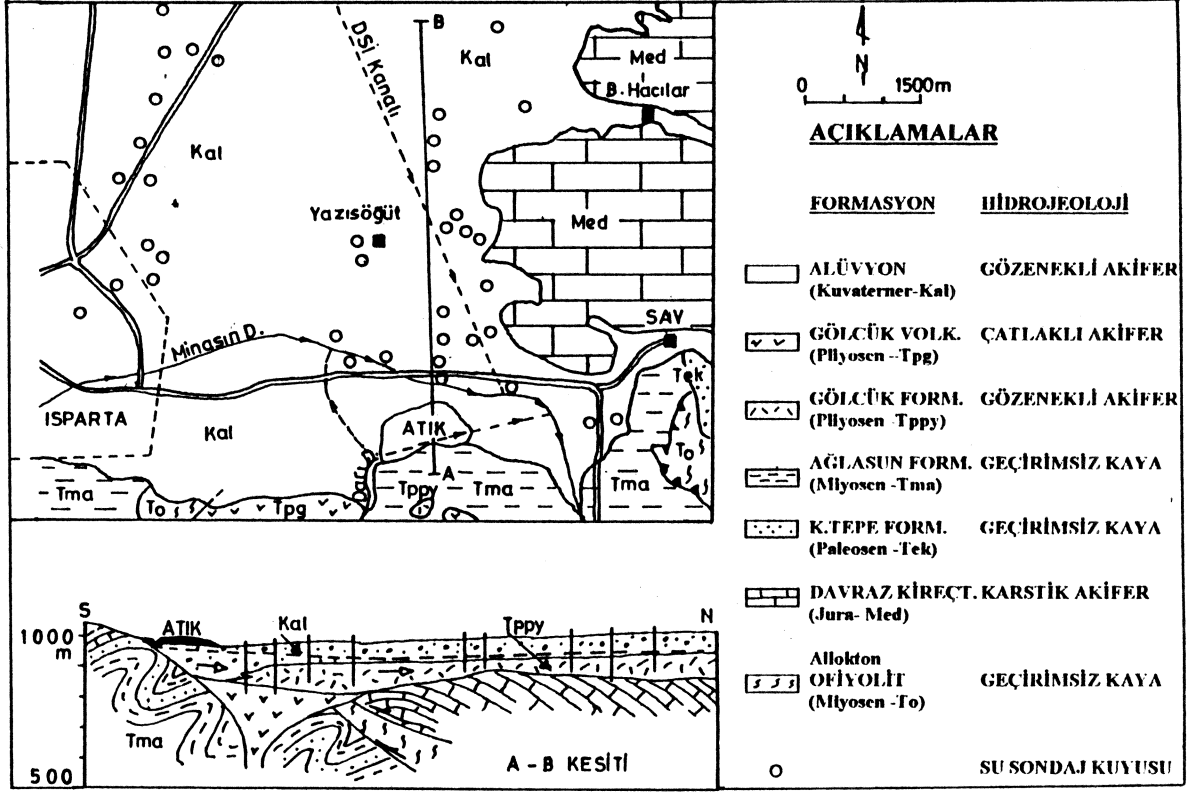 B
DSİ Kanalı
Kal
Med
B. Hacılar
Kal
Yazısöğüt
Med
SAV
Minasın D.
Tek
ISPARTA
Kal
ATIK
To
A
Dari D.
Tma
To
Tpg
Tppy
Tma
Tma
S
N
1000
m
ATIK
Kal
Tppy
Tma
500
A - B KESİTİ
N
0 1500m
AÇIKLAMALAR
FORMASYON HİDROJEOLOJİ
ALÜVYON GÖZENEKLİ AKİFER
(Kuvaterner-Kal)
GÖLCÜK VOLK. ÇATLAKLI AKİFER
(Pliyosen -Tpg)
GÖLCÜK FORM. GÖZENEKLİ AKİFER
(Pliyosen -Tppy)
AĞLASUN FORM. GEÇİRİMSİZ KAYA
(Miyosen -Tma)
K.TEPE FORM. GEÇİRİMSİZ KAYA
(Paleosen -Tek)
DAVRAZ KİREÇT. KARSTİK AKİFER
(Jura- Med)
Allokton
OFİYOLİT GEÇİRİMSİZ KAYA
(Miyosen -To)
SU SONDAJ KUYUSU